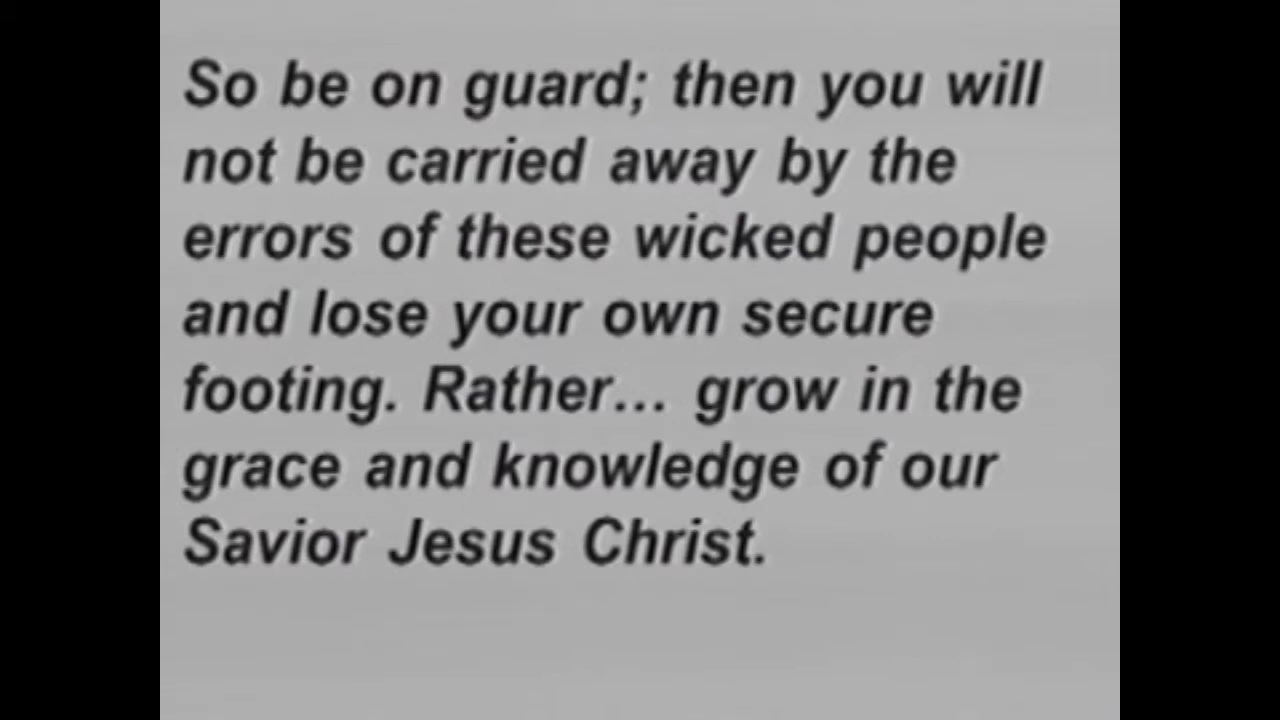 So be on guard; then you will
not be carried away by the
errors of these wicked people
and lose your own secure
footing. Rather... grow in the
grace and knowledge of our
Savior Jesus Christ.